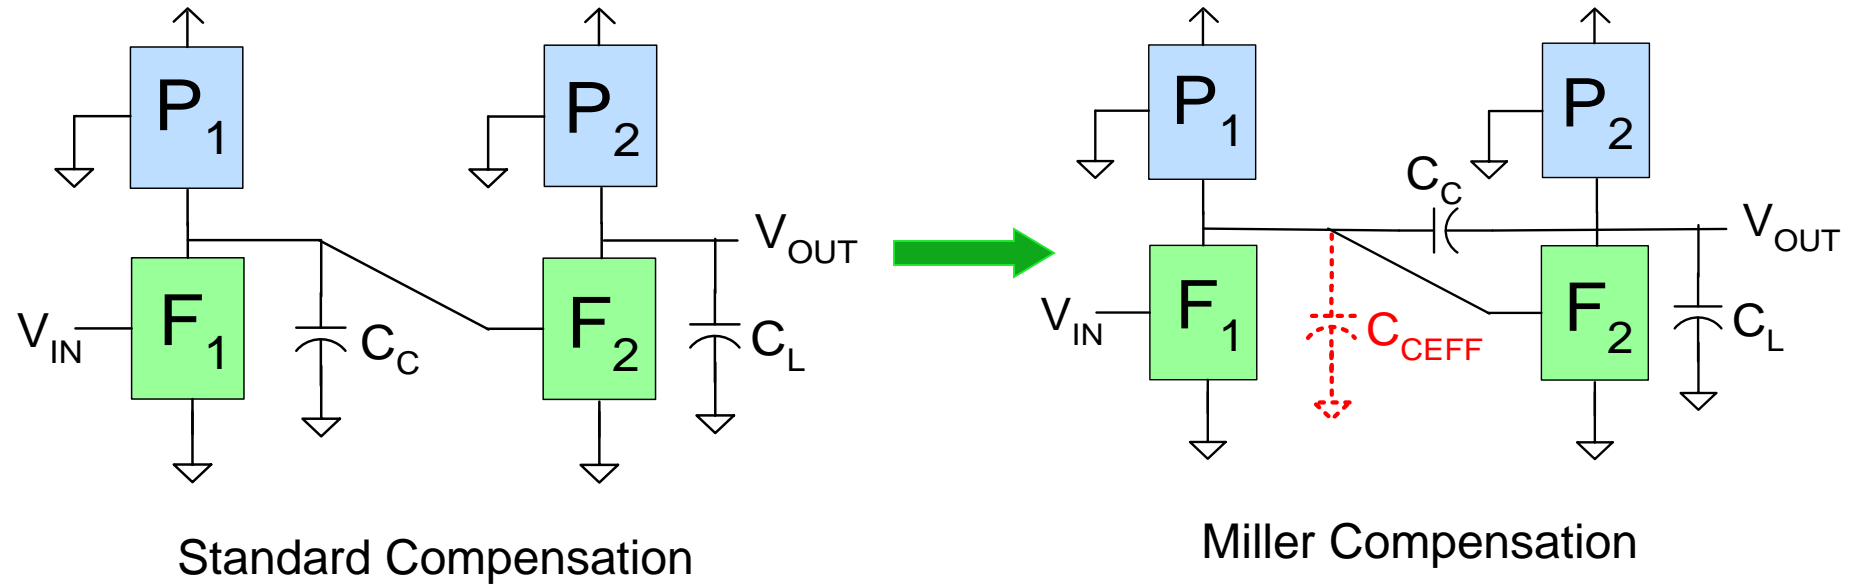 P1
P2
VIN
F1
CC
F2
VOUT
CL
Standard Compensation
P1
P2
CC
VIN
F1
CCEFF
F2
VOUT
CL
Miller Compensation